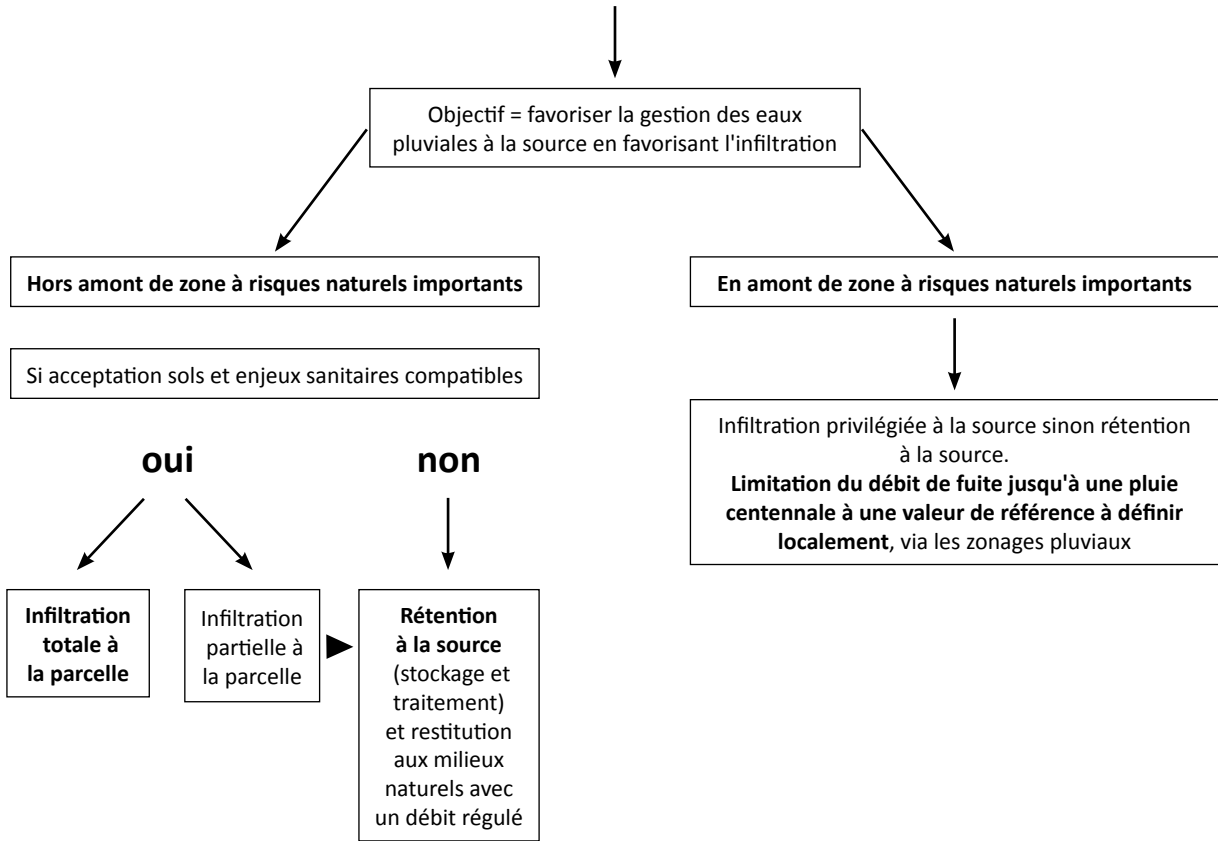 Objectif = favoriser la gestion des eaux
pluviales à la source en favorisant l'infiltration
Hors amont de zone à risques naturels importants
En amont de zone à risques naturels importants
Si acceptation sols et enjeux sanitaires compatibles
Infiltration privilégiée à la source sinon rétention
à la source.
Limitation du débit de fuite jusqu'à une pluie
centennale à une valeur de référence à définir
localement, via les zonages pluviaux
oui
non
Infiltration
totale à
la parcelle
Infiltration
partielle à
la parcelle
Rétention
à la source
(stockage et
traitement)
et restitution
aux milieux
naturels avec
un débit régulé